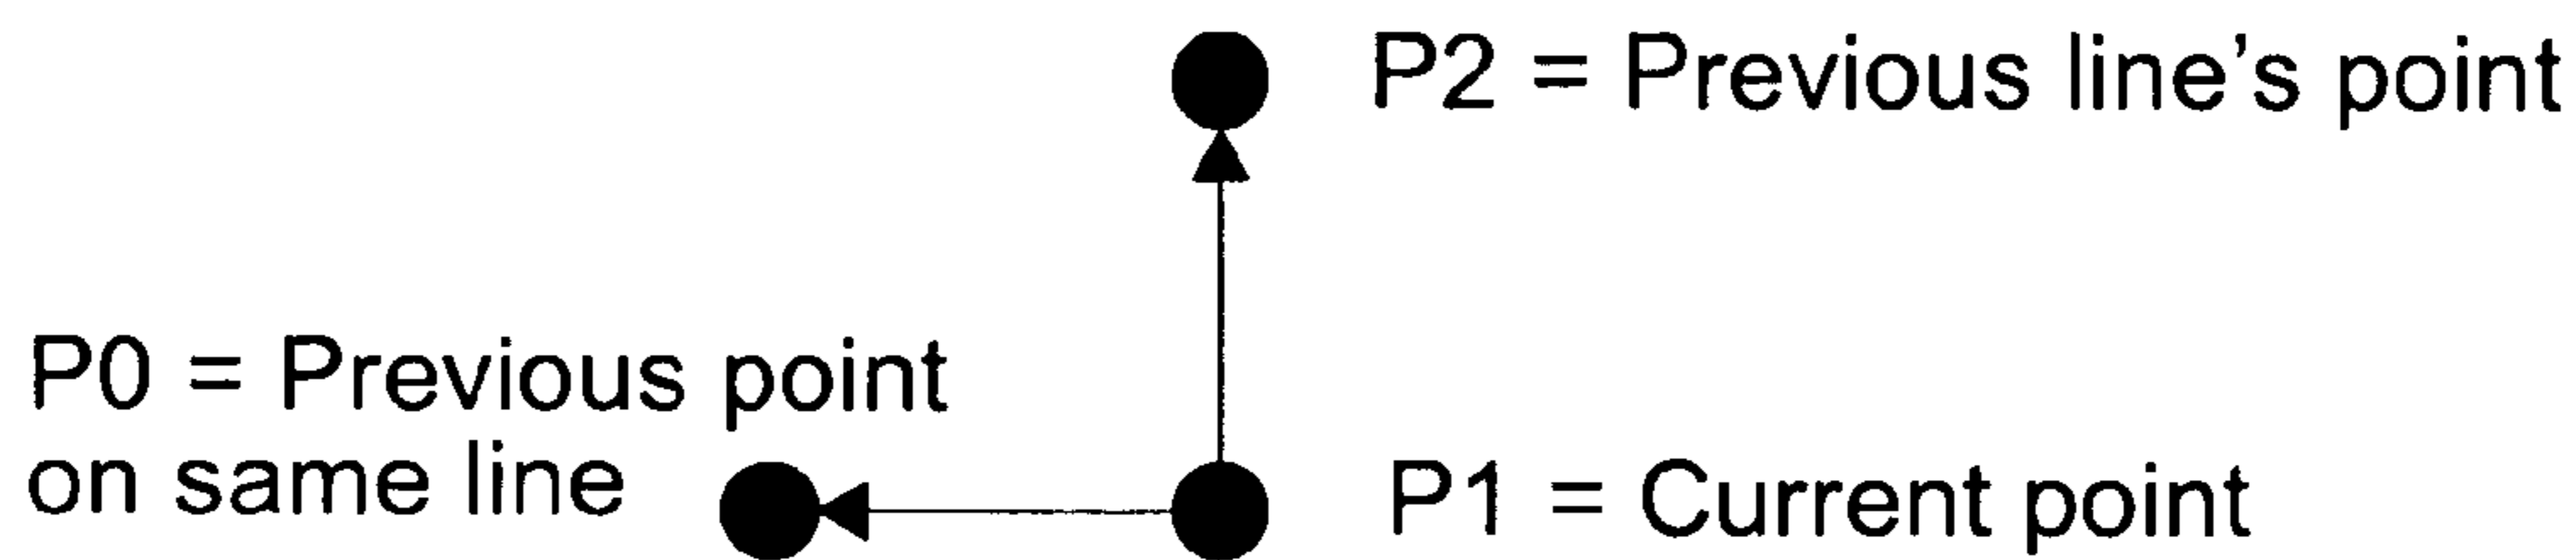 P2 = Previous line's point
P0 = Previous point
on same line
P1 = Current point